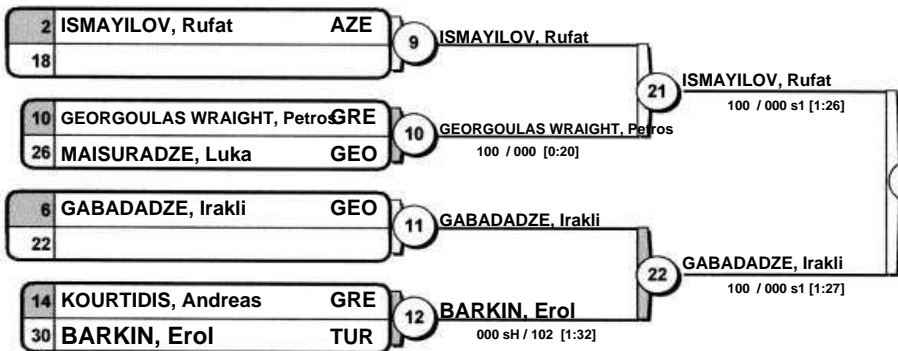 2 ISMAYILOV, Rufat AZE
18
9
ISMAYILOV, Rufat
10 GEORGOULAS WRAIGHT, Petros GRE
26 MAISURADZE, Luka GEO
10
GEORGOULAS WRAIGHT, Petros
100 / 000 [0:20]
21
ISMAYILOV, Rufat
100 / 000 s1 [1:26]
6 GABADADZE, Irakli GEO
22
11
GABADADZE, Irakli
14 KOURTIDIS, Andreas GRE
30 BARKIN, Erol TUR
12
BARKIN, Erol
000 sH / 102 [1:32]
22
GABADADZE, Irakli
100 / 000 s1 [1:27]